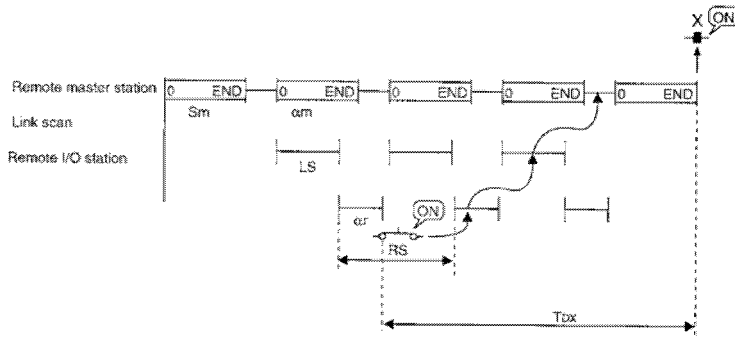 X ON
Remote master station 0 END 0 END 0 END 0 END 0 END
Sm αm
Link scan
Remote I/O station
LS
αr ON
RS
Tbx